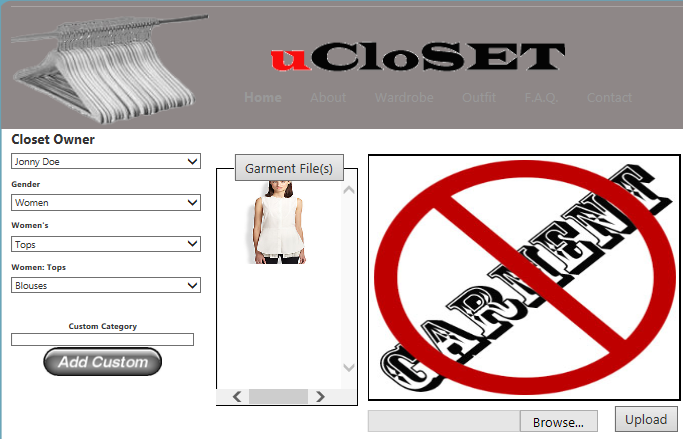 uCloSET
Home About Wardrobe Outfit F.A.Q. Contact
Closet Owner
Jonny Doe
Gender
Women
Women's
Tops
Women: Tops
Blouses
Custom Category
Add Custom
Garment File(s)
GARMENT
Browse...
Upload